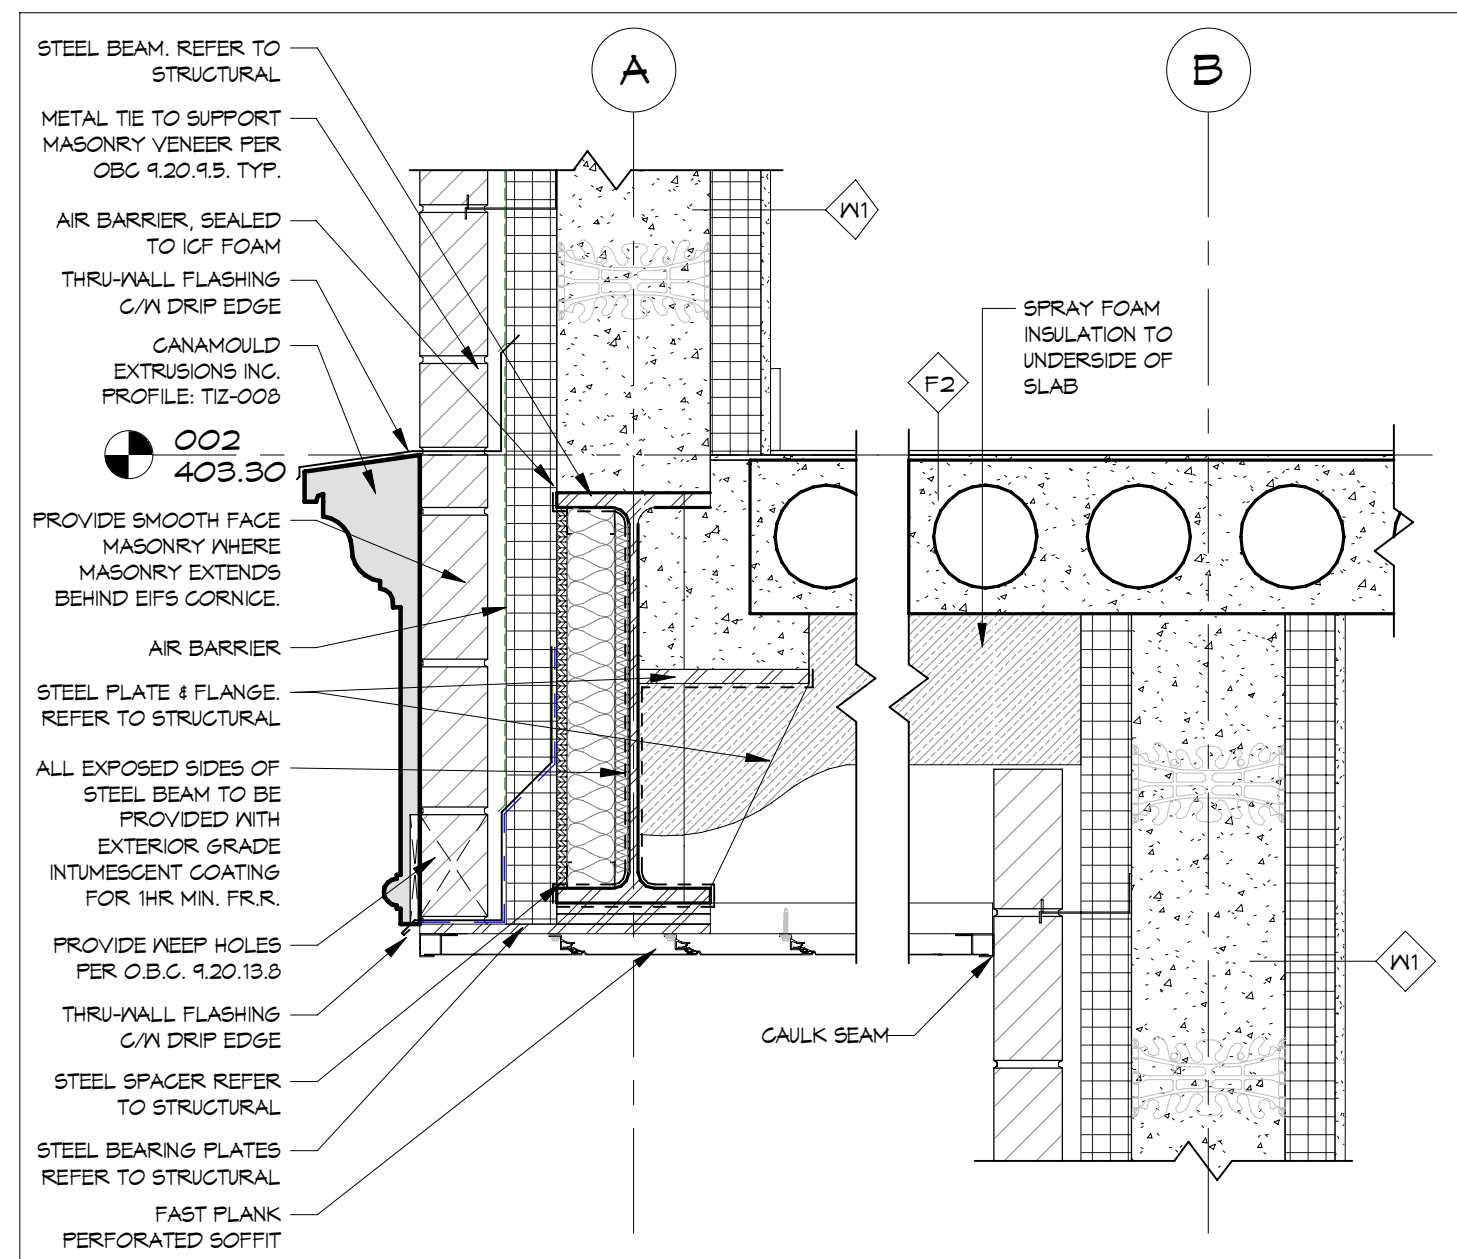 STEEL BEAM. REFER TO
STRUCTURAL
METAL TIE TO SUPPORT
MASONRY VENEER PER
OBC 9.20.9.5. TYP.
AIR BARRIER, SEALED
TO ICF FOAM
THRU-WALL FLASHING
C/W DRIP EDGE
CANAMOULD
EXTRUSIONS INC.
PROFILE: TIZ-008
002
403.30
PROVIDE SMOOTH FACE
MASONRY WHERE
MASONRY EXTENDS
BEHIND EIFS CORNICE.
AIR BARRIER
STEEL PLATE & FLANGE.
REFER TO STRUCTURAL
ALL EXPOSED SIDES OF
STEEL BEAM TO BE
PROVIDED WITH
EXTERIOR GRADE
INTUMESCENT COATING
FOR 1HR MIN. F.R.R.
PROVIDE WEEP HOLES
PER O.B.C. 9.20.13.8
THRU-WALL FLASHING
C/W DRIP EDGE
STEEL SPACER REFER
TO STRUCTURAL
STEEL BEARING PLATES
REFER TO STRUCTURAL
FAST PLANK
PERFORATED SOFFIT
A
B
W1
SPRAY FOAM
INSULATION TO
UNDERSIDE OF
SLAB
F2
W1
CAULK SEAM